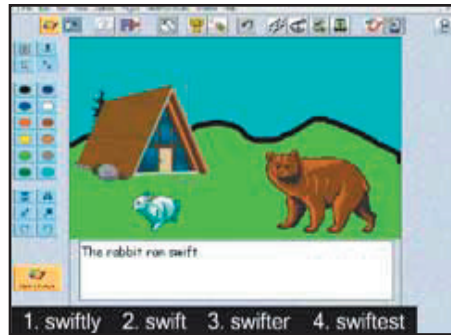 The rabbit ran swift.
1. swiftly 2. swift 3. swifter 4. swiftest